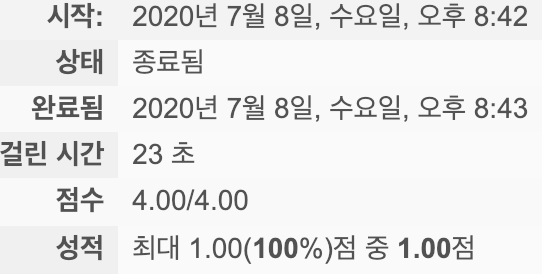 시작: 2020년 7월 8일, 수요일, 오후 8:42
상태 종료됨
완료됨 2020년 7월 8일, 수요일, 오후 8:43
걸린 시간 23 초
점수 4.00/4.00
성적 최대 1.00(100%)점 중 1.00점